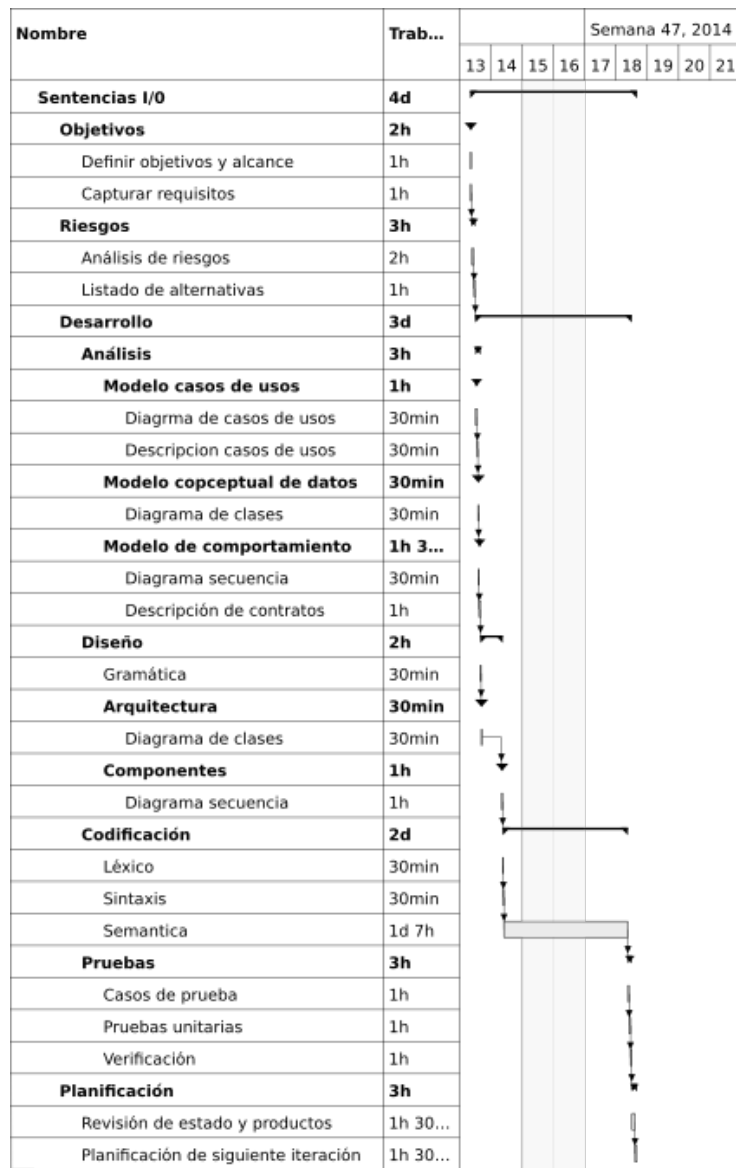 Nombre Trab... Semana 47, 2014
13 14 15 16 17 18 19 20 21
Sentencias I/0 4d
Objetivos 2h
Definir objetivos y alcance 1h
Capturar requisitos 1h
Riesgos 3h
Análisis de riesgos 2h
Listado de alternativas 1h
Desarrollo 3d
Análisis 3h
Modelo casos de usos 1h
Diagrma de casos de usos 30min
Descripcion casos de usos 30min
Modelo copceptual de datos 30min
Diagrama de clases 30min
Modelo de comportamiento 1h 3...
Diagrama secuencia 30min
Descripción de contratos 1h
Diseño 2h
Gramática 30min
Arquitectura 30min
Diagrama de clases 30min
Componentes 1h
Diagrama secuencia 1h
Codificación 2d
Léxico 30min
Sintaxis 30min
Semantica 1d 7h
Pruebas 3h
Casos de prueba 1h
Pruebas unitarias 1h
Verificación 1h
Planificación 3h
Revisión de estado y productos 1h 30...
Planificación de siguiente iteración 1h 30...